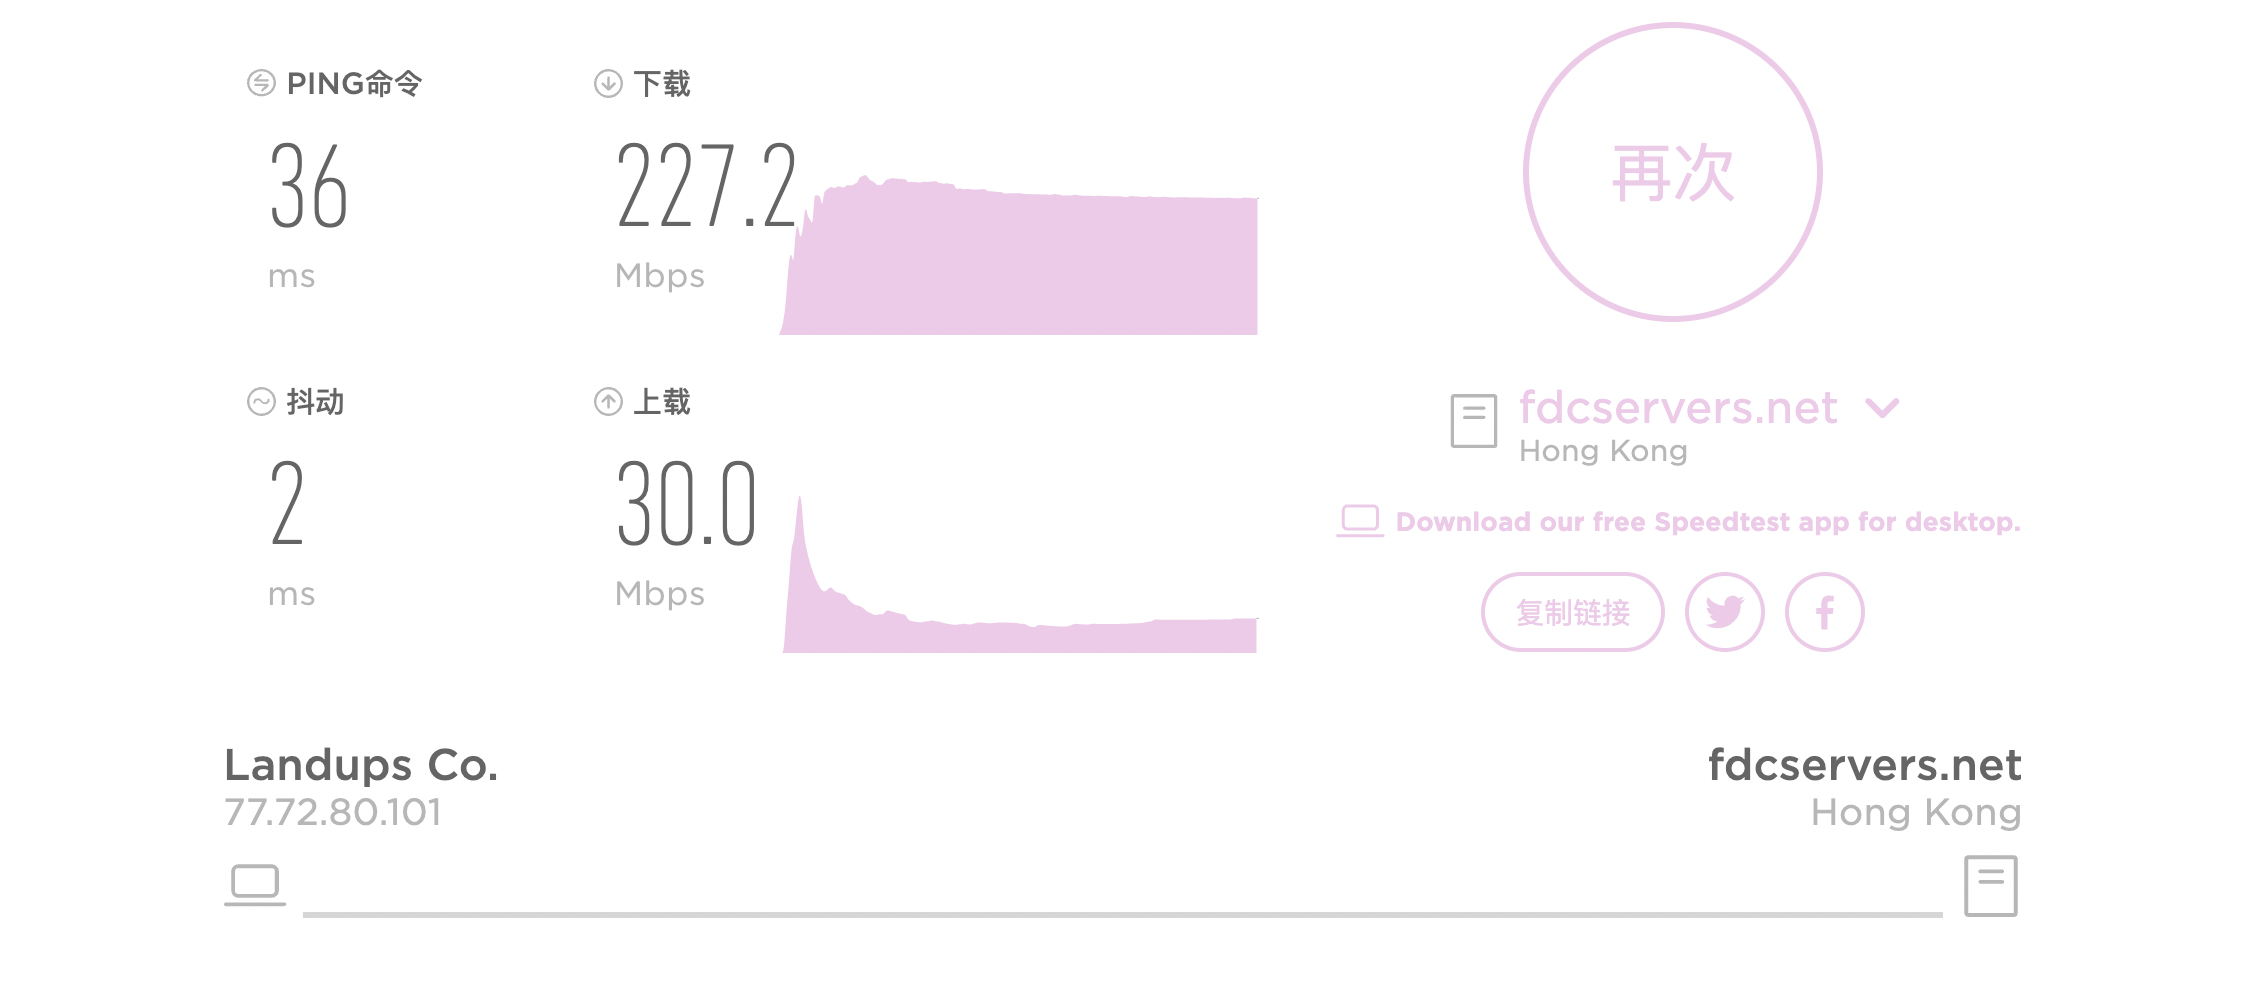 PING命令
36
ms
下载
227.2
Mbps
抖动
2
ms
上载
30.0
Mbps
再次
fdcservers.net
Hong Kong
Download our free Speedtest app for desktop.
复制链接
Landups Co.
77.72.80.101
fdcservers.net
Hong Kong